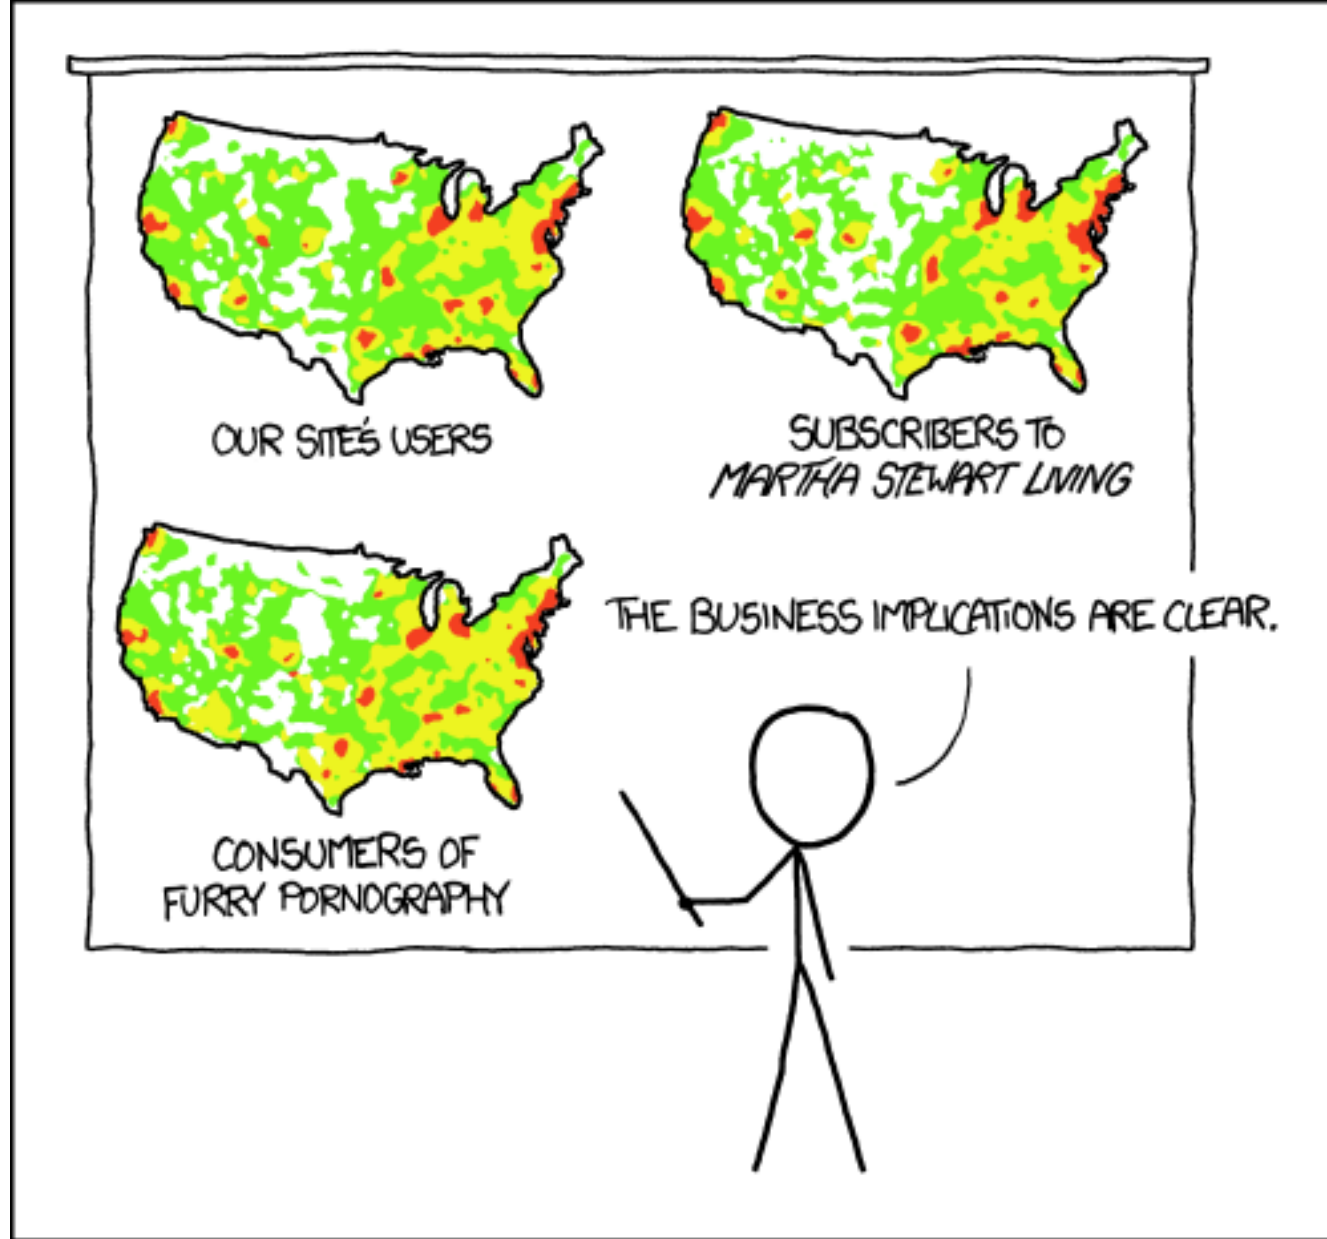 OUR SITE'S USERS
SUBSCRIBERS TO
MARTHA STEWART LIVING
CONSUMERS OF
FURRY PORNOGRAPHY
THE BUSINESS IMPLICATIONS ARE CLEAR.